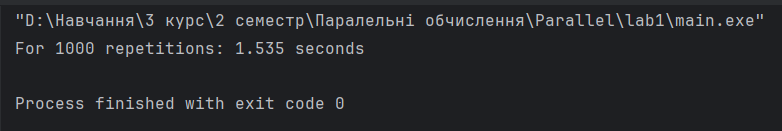 "D:\Навчання\3 курс\2 семестр\Паралельні обчислення\Parallel\lab1\main.exe"
For 1000 repetitions: 1.535 seconds
Process finished with exit code 0